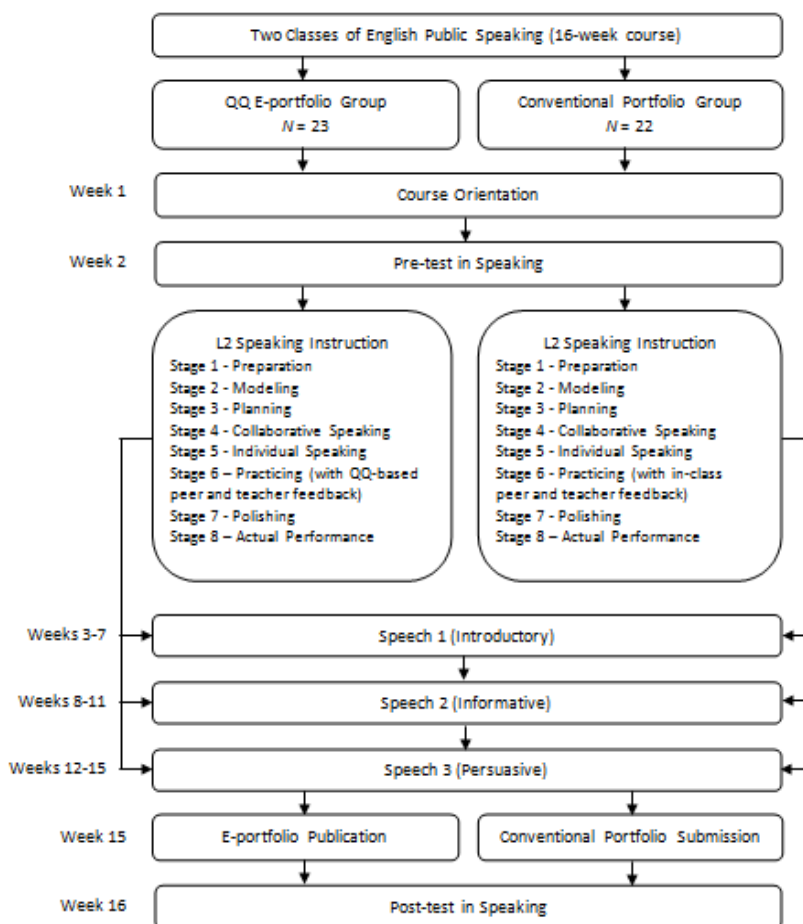 Two Classes of English Public Speaking (16-week course)
QQ E-portfolio Group
N = 23
Conventional Portfolio Group
N = 22
Week 1
Course Orientation
Week 2
Pre-test in Speaking
L2 Speaking Instruction
Stage 1 - Preparation
Stage 2 - Modeling
Stage 3 - Planning
Stage 4 - Collaborative Speaking
Stage 5 - Individual Speaking
Stage 6 – Practicing (with QQ-based
peer and teacher feedback)
Stage 7 - Polishing
Stage 8 – Actual Performance
L2 Speaking Instruction
Stage 1 - Preparation
Stage 2 - Modeling
Stage 3 - Planning
Stage 4 - Collaborative Speaking
Stage 5 - Individual Speaking
Stage 6 - Practicing (with in-class
peer and teacher feedback)
Stage 7 - Polishing
Stage 8 – Actual Performance
Weeks 3-7
Speech 1 (Introductory)
Weeks 8-11
Speech 2 (Informative)
Weeks 12-15
Speech 3 (Persuasive)
Week 15
E-portfolio Publication
Conventional Portfolio Submission
Week 16
Post-test in Speaking